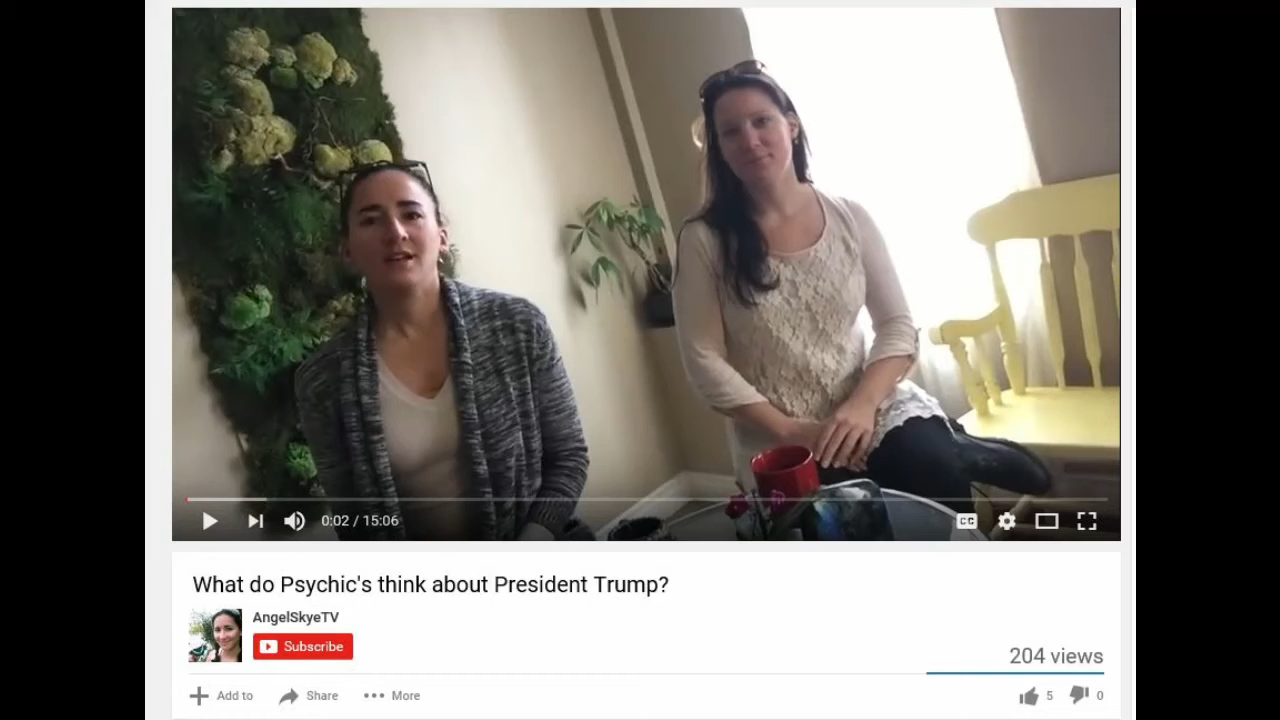 0:02 / 15:06
CC
What do Psychic's think about President Trump?
AngelSkyeTV
Subscribe
204 views
Add to Share More
5 0